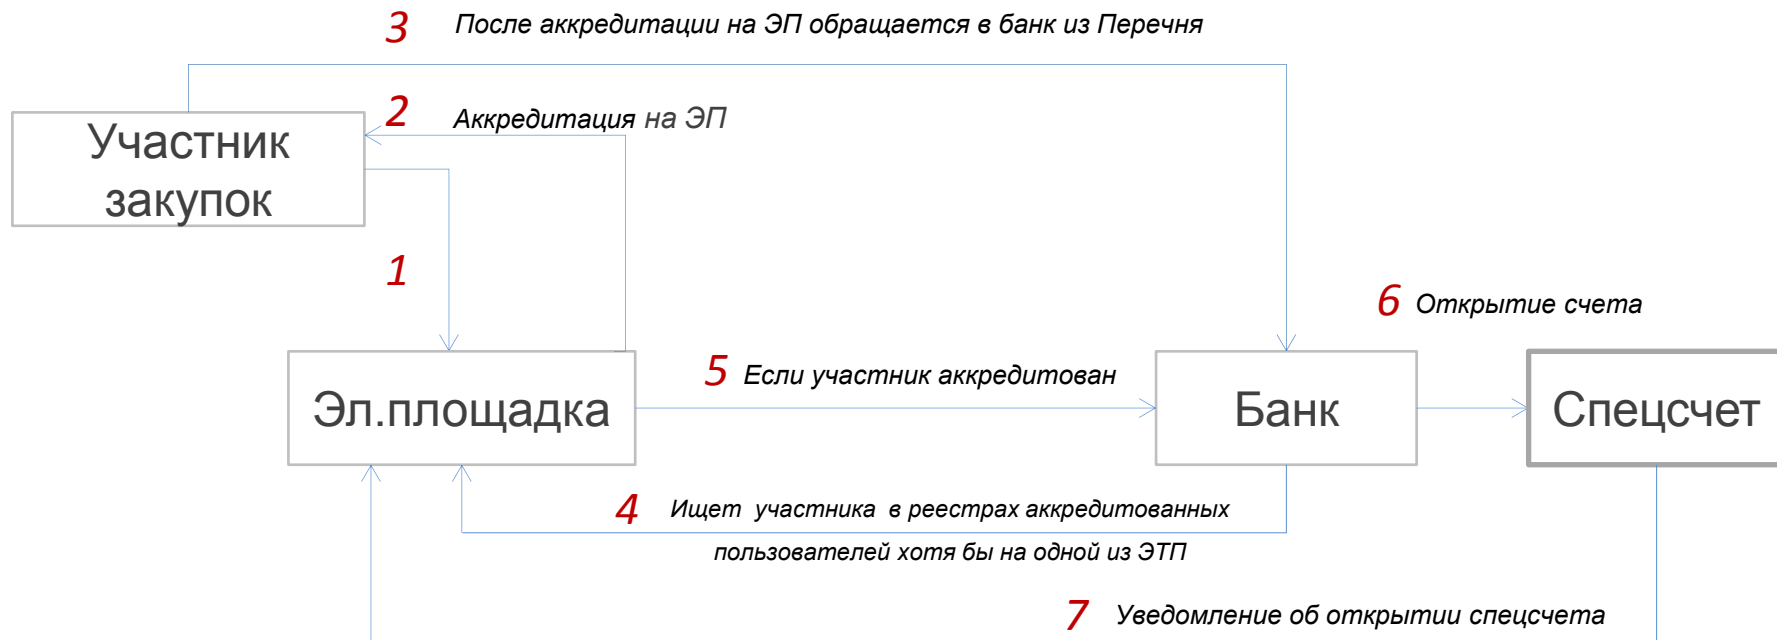 3 После аккредитации на ЭП обращается в банк из Перечня
2 Аккредитация на ЭП
Участник
закупок
1
6 Открытие счета
5 Если участник аккредитован
Эл.площадка
Банк
Спецсчет
4 Ищет участника в реестрах аккредитованных
пользователей хотя бы на одной из ЭТП
7 Уведомление об открытии спецсчета